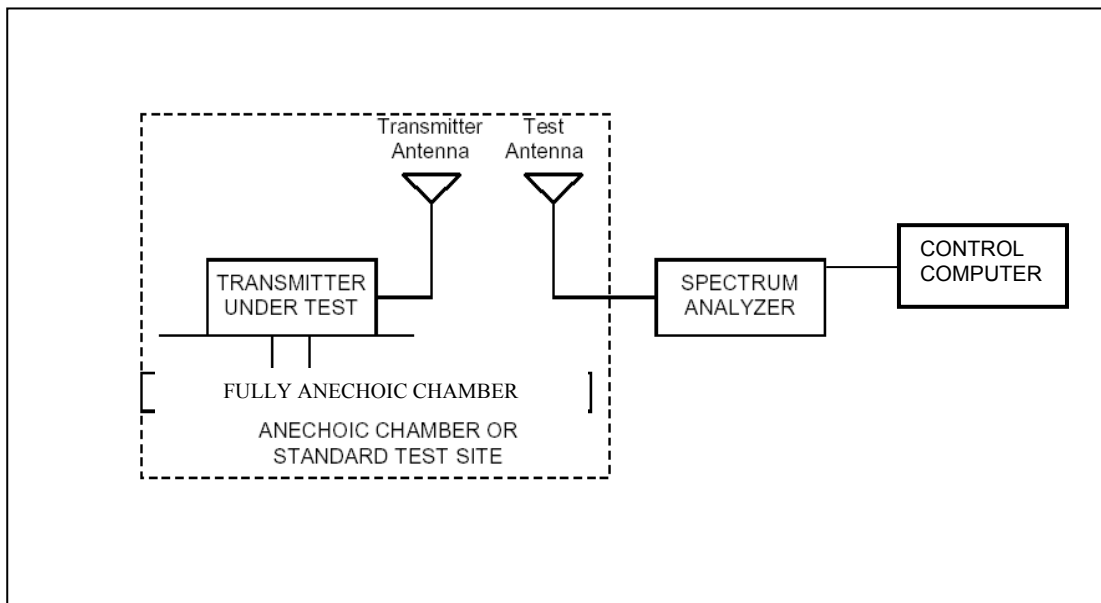 Transmitter
Antenna
Test
Antenna
TRANSMITTER
UNDER TEST
SPECTRUM
ANALYZER
CONTROL
COMPUTER
FULLY ANECHOIC CHAMBER
ANECHOIC CHAMBER OR
STANDARD TEST SITE